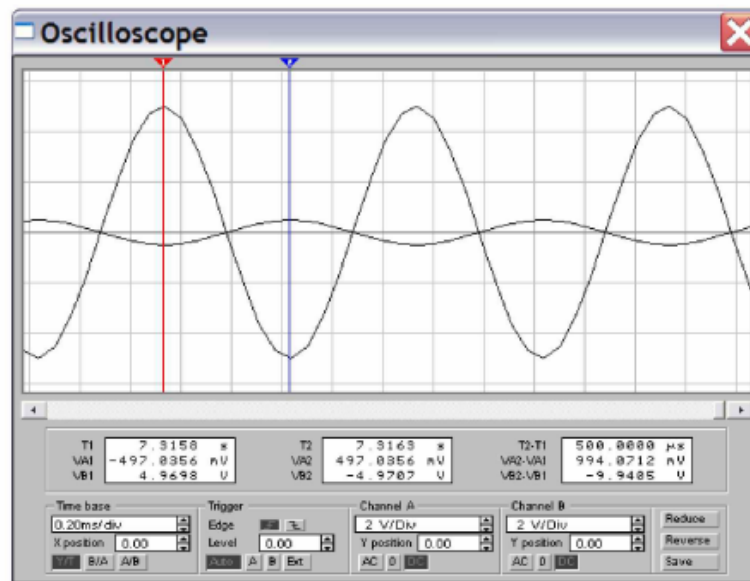 Oscilloscope
1 2
T1 7.3158 s T2 7.3163 s T2-T1 500.0000 µs
VA1 -497.0356 mV VA2 497.0356 mV VA2-VA1 994.0712 mV
VB1 4.9698 V VB2 -4.9707 V VB2-VB1 -9.9405 V
Time base Trigger Channel A Channel B
0.20ms/div Edge 2 V/Div 2 V/Div Reduce
X position 0.00 Level 0.00 Y position 0.00 Y position 0.00 Reverse
Y/T B/A A/B Auto A B Ext AC 0 DC AC 0 DC Save